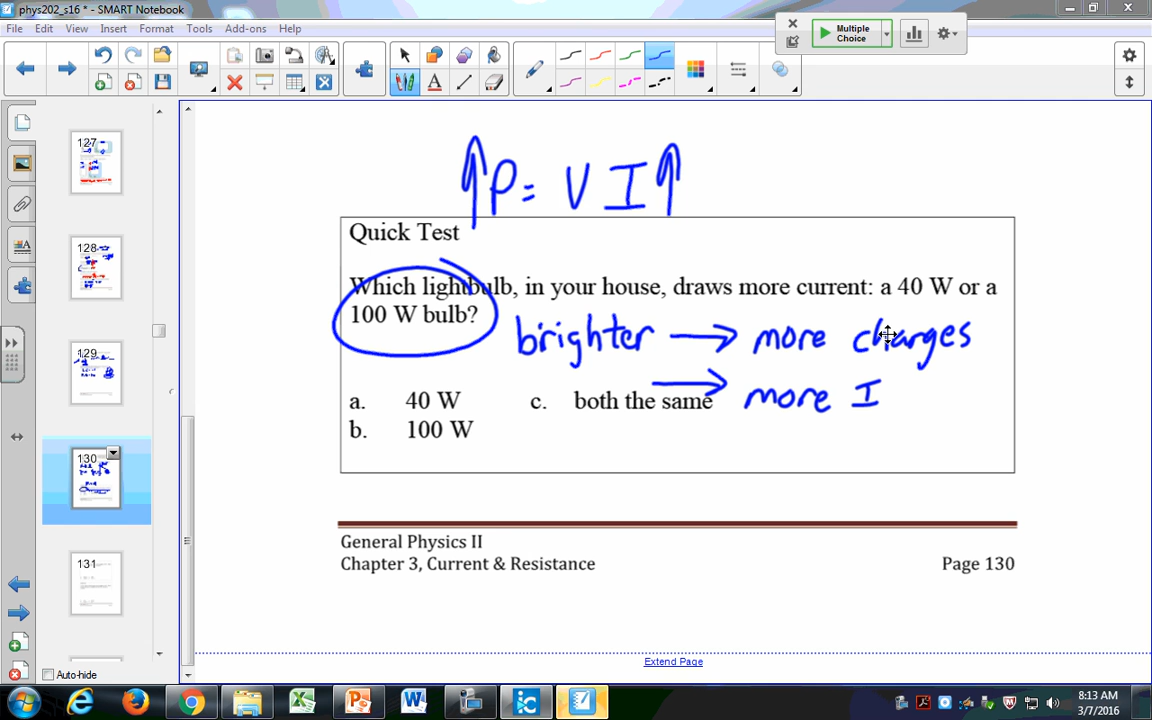 phys202_s16 * - SMART Notebook
File Edit View Insert Format Tools Add-ons Help
Multiple
Choice
127
128
129
130
131
Auto-hide
↑P = V I↑
Quick Test
Which lightbulb, in your house, draws more current: a 40 W or a
100 W bulb?
brighter → more charges
→ more I
a. 40 W c. both the same
b. 100 W
General Physics II
Chapter 3, Current & Resistance Page 130
Extend Page
8:13 AM
3/7/2016